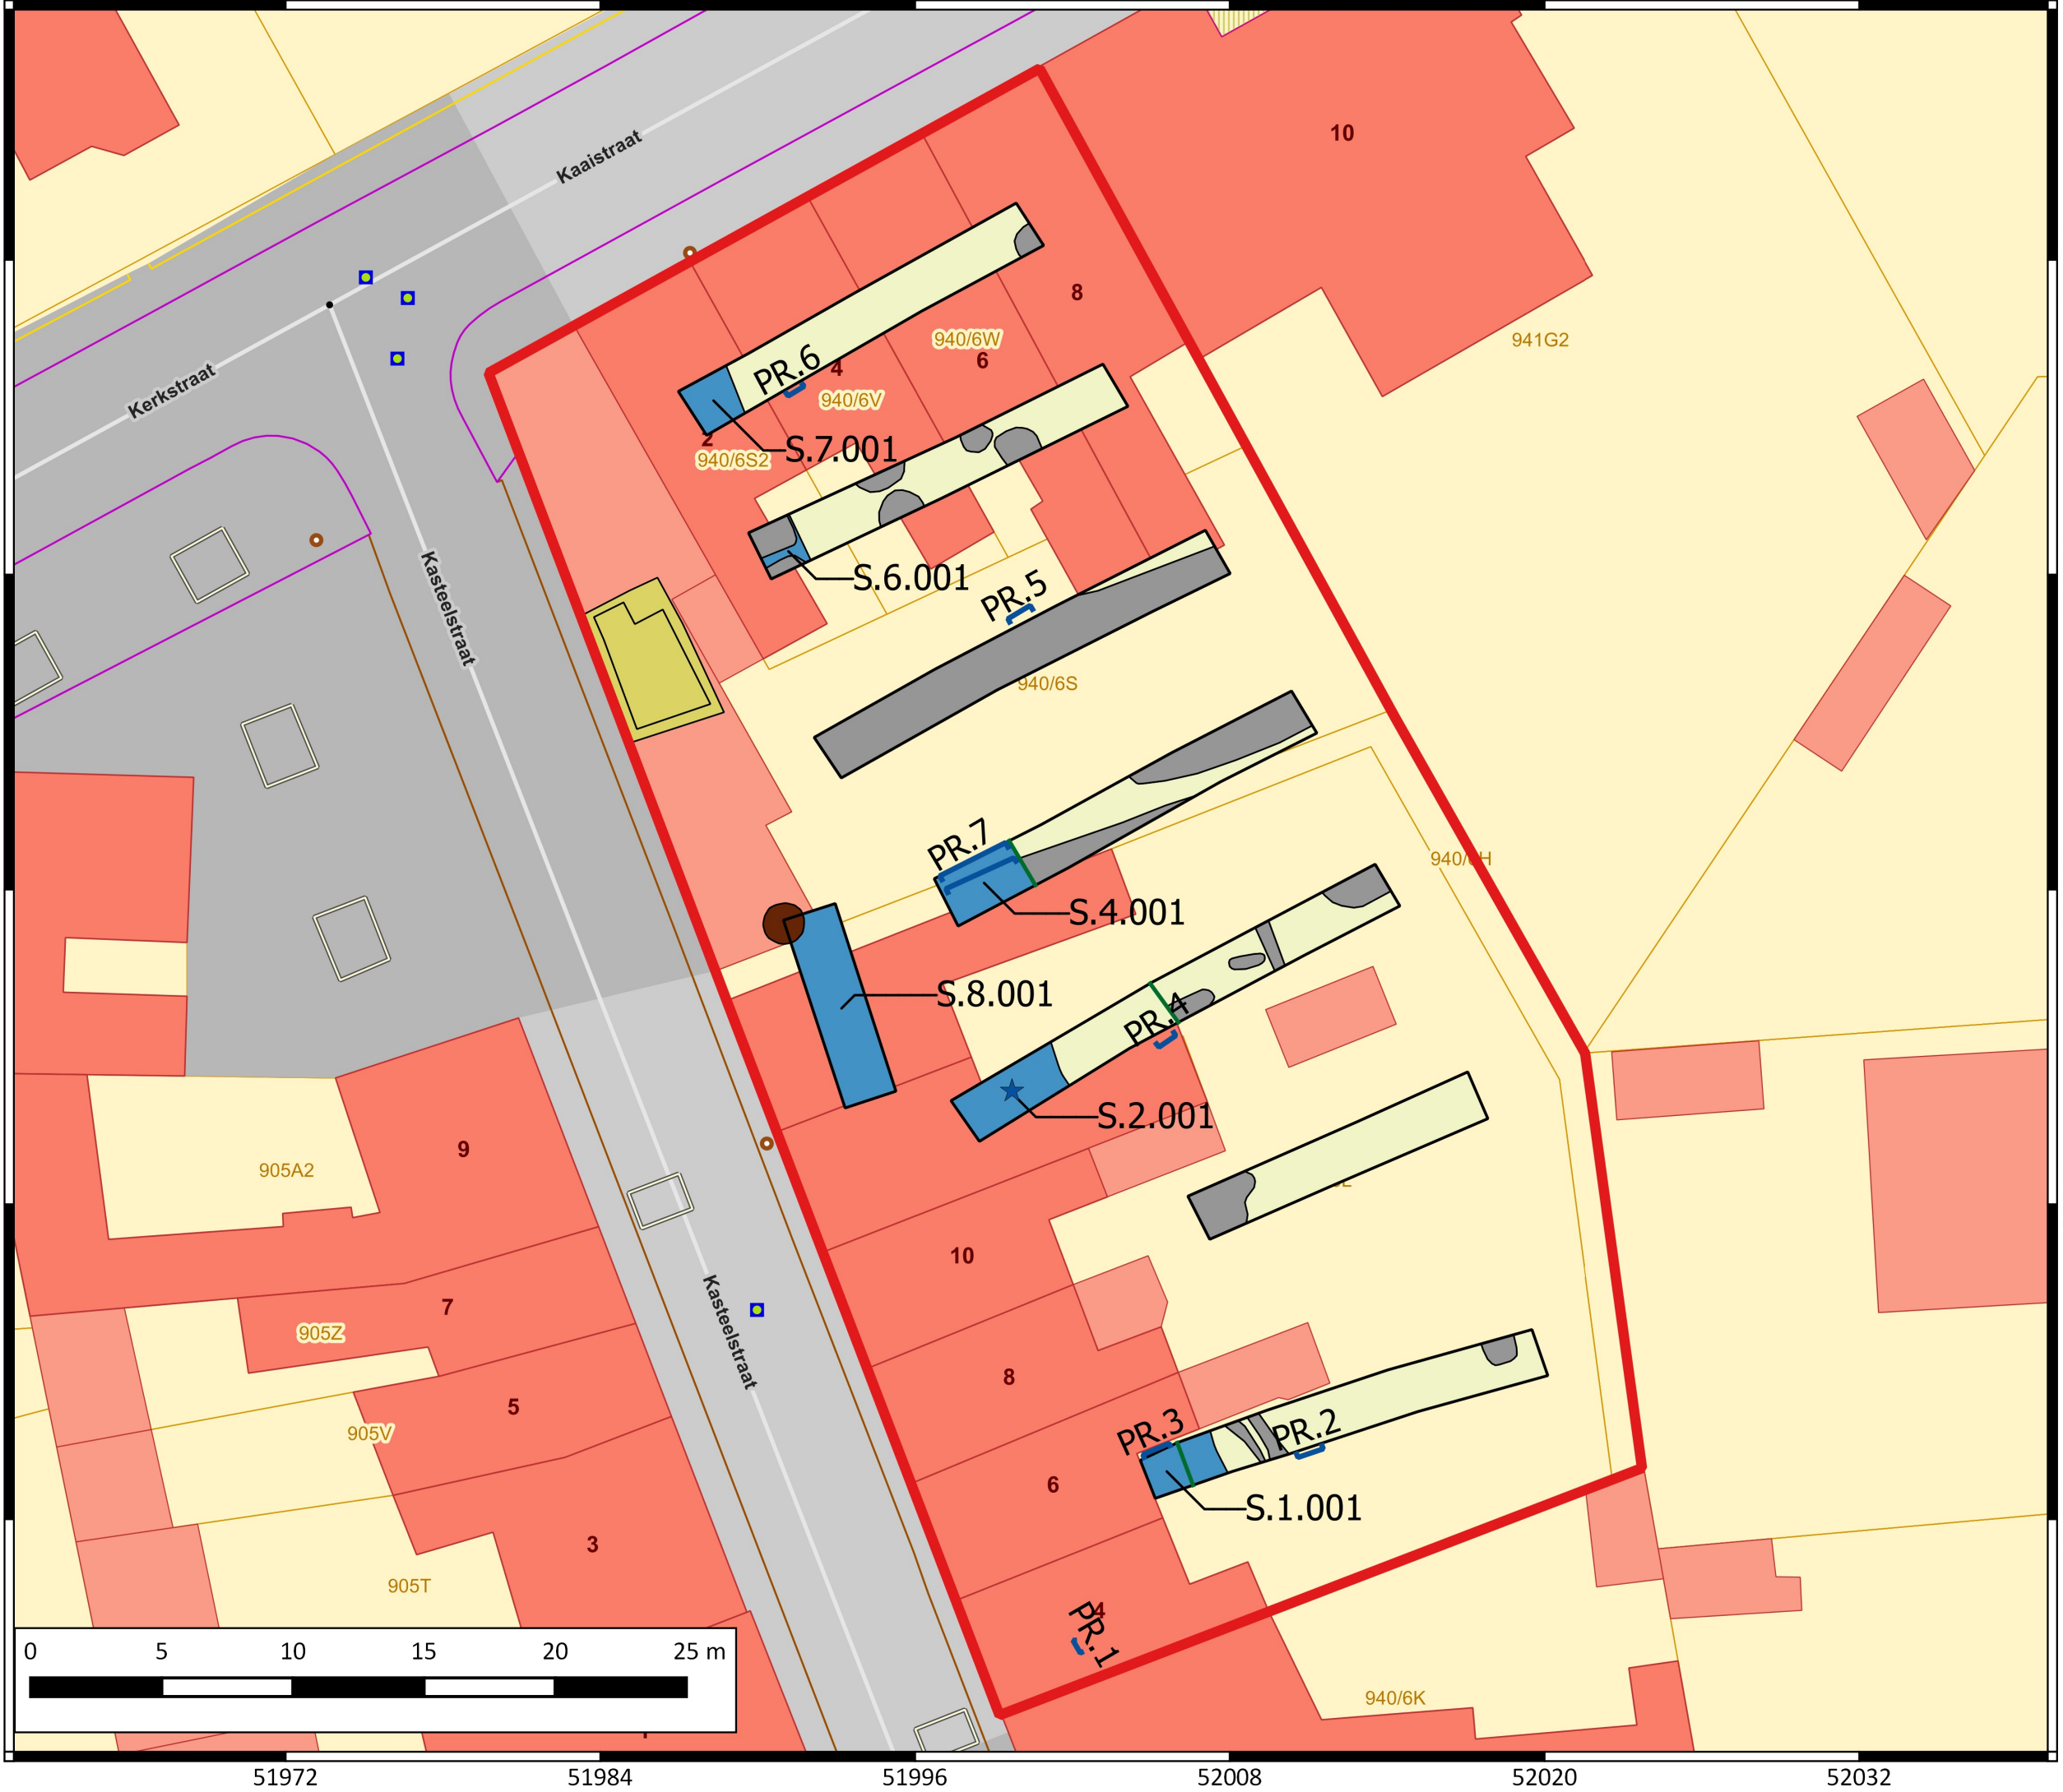 10
Kaaistraat
8
941G2
940/6W
6
PR.6
4
Kerkstraat
940/6V
2
S.7.001
940/6S2
S.6.001
PR.5
Kasteelstraat
940/6S
PR.7
S.4.001
S.8.001
PR.4
S.2.001
9
905A2
10
7
905Z
Kasteelstraat
8
5
905V
PR.3
PR.2
6
S.1.001
3
905T
4
PR.1
940/6K
0 5 10 15 20 25 m
51972 51984 51996 52008 52020 52032